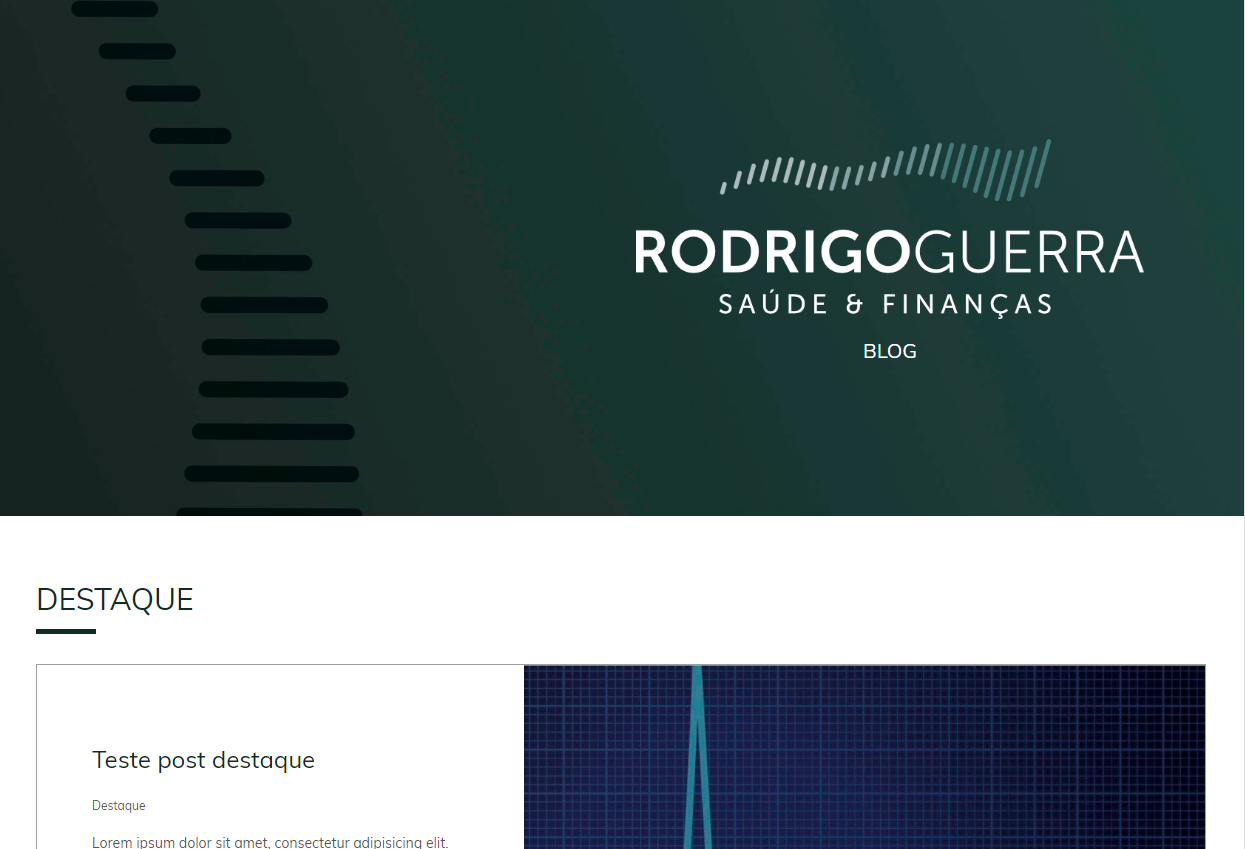 RODRIGOGUERRA
SAÚDE & FINANÇAS
BLOG
DESTAQUE
Teste post destaque
Destaque
Lorem ipsum dolor sit amet, consectetur adipisicing elit.